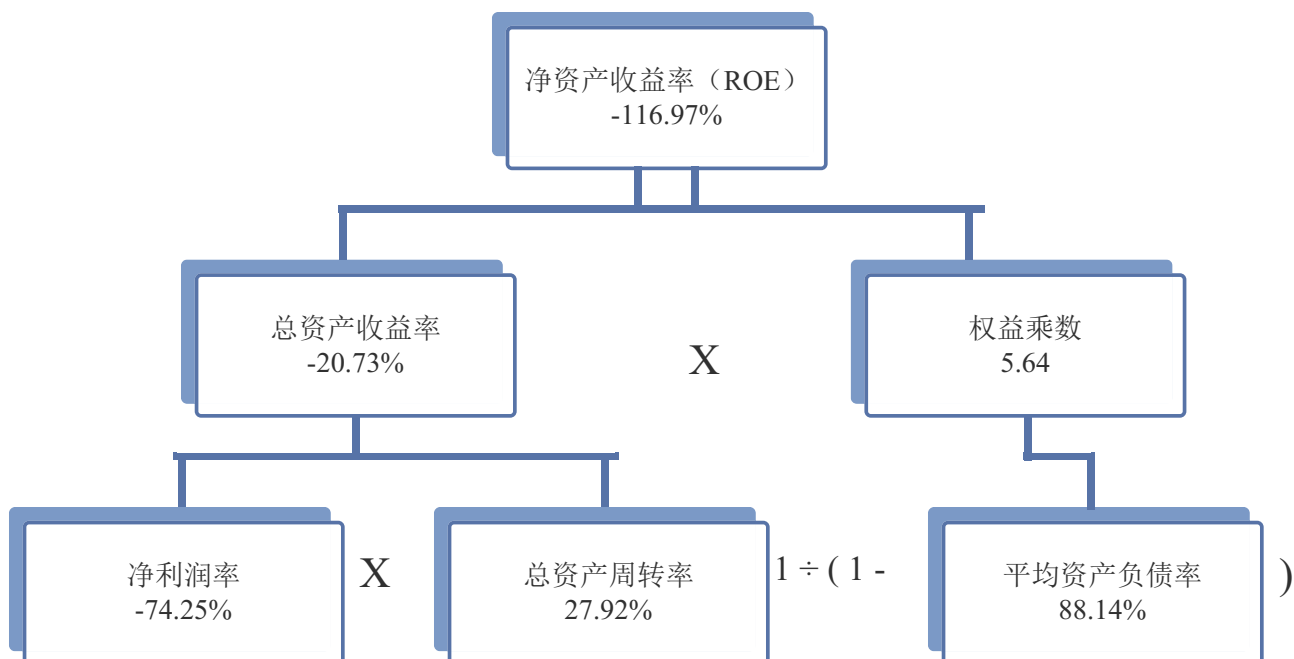 净资产收益率（ROE）
-116.97%
总资产收益率
-20.73%
X
权益乘数
5.64
净利润率
-74.25%
X
总资产周转率
27.92%
1 ÷ ( 1 -
平均资产负债率
88.14%
)